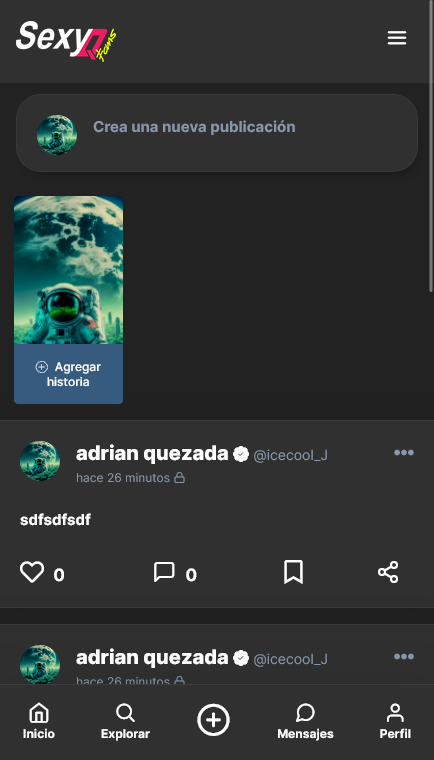 Sexy
Fans
Crea una nueva publicación
Agregar
historia
adrian quezada @icecool_J
hace 26 minutos
sdfsdfsdf
0 0
adrian quezada @icecool_J
hace 26 minutos
Inicio Explorar Mensajes Perfil